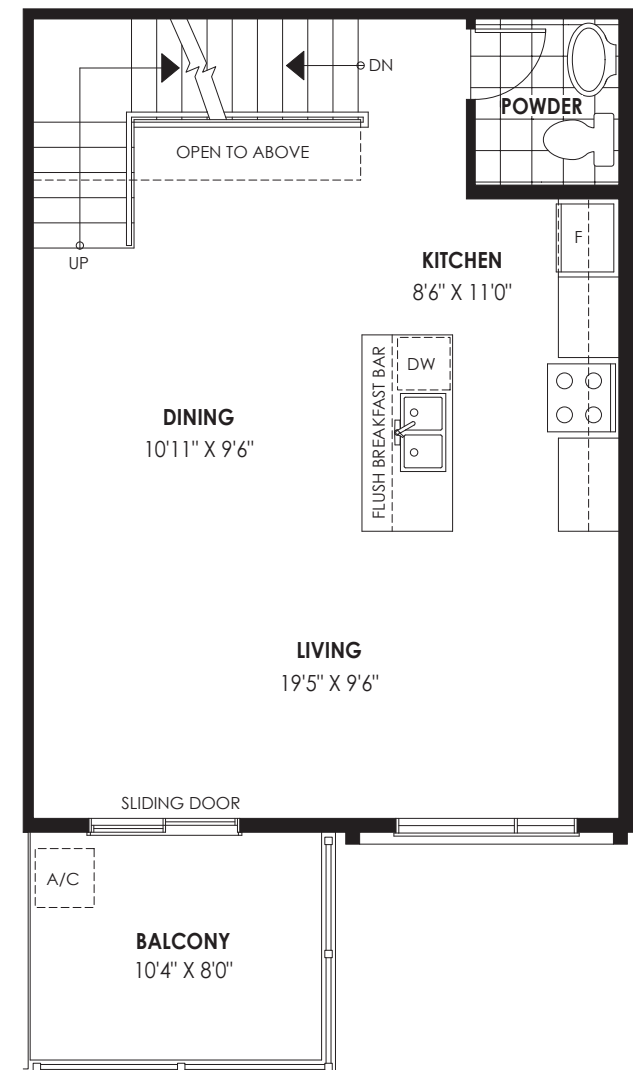 DN
POWDER
OPEN TO ABOVE
F
UP
KITCHEN
8'6" X 11'0"
DW
FLUSH BREAKFAST BAR
DINING
10'11" X 9'6"
LIVING
19'5" X 9'6"
SLIDING DOOR
A/C
BALCONY
10'4" X 8'0"